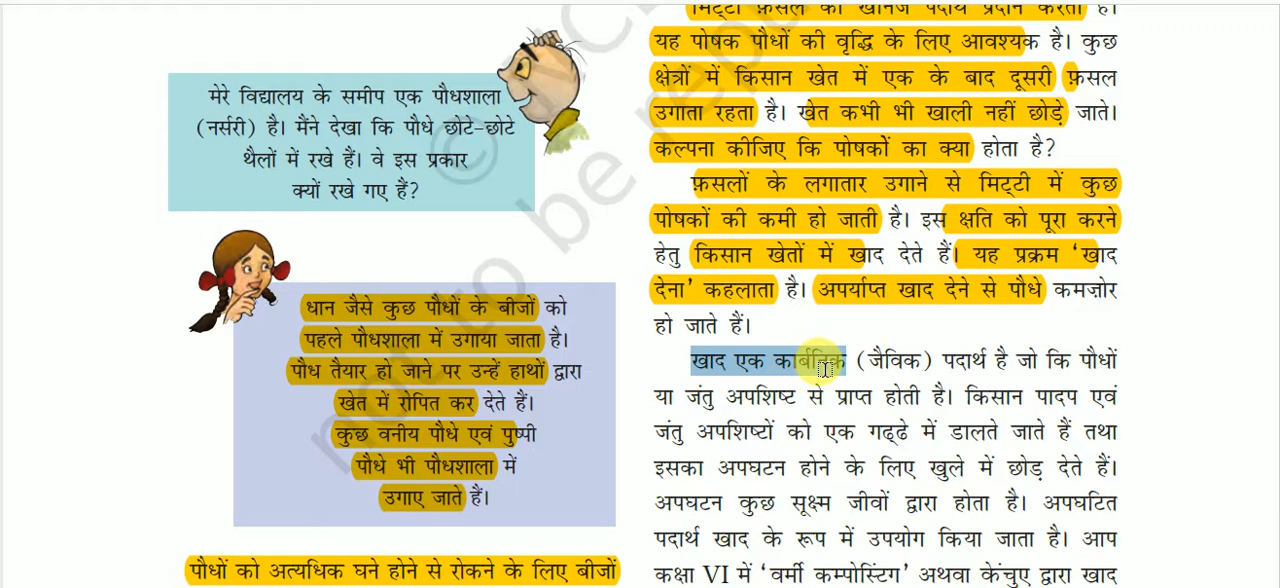 मेरे विद्यालय के समीप एक पौधशाला
(नर्सरी) है। मैंने देखा कि पौधे छोटे-छोटे
थैलों में रखे हैं। वे इस प्रकार
क्यों रखे गए हैं?
धान जैसे कुछ पौधों के बीजों को
पहले पौधशाला में उगाया जाता है।
पौध तैयार हो जाने पर उन्हें हाथों द्वारा
खेत में रोपित कर देते हैं।
कुछ वनीय पौधे एवं पुष्पी
पौधे भी पौधशाला में
उगाए जाते हैं।
पौधों को अत्यधिक घने होने से रोकने के लिए बीजों
मिट्टी फ़सल को खनिज पदार्थ प्रदान करती है।
यह पोषक पौधों की वृद्धि के लिए आवश्यक है। कुछ
क्षेत्रों में किसान खेत में एक के बाद दूसरी फ़सल
उगाता रहता है। खेत कभी भी खाली नहीं छोड़े जाते।
कल्पना कीजिए कि पोषकों का क्या होता है?
फ़सलों के लगातार उगाने से मिट्टी में कुछ
पोषकों की कमी हो जाती है। इस क्षति को पूरा करने
हेतु किसान खेतों में खाद देते हैं। यह प्रक्रम ‘खाद
देना’ कहलाता है। अपर्याप्त खाद देने से पौधे कमजोर
हो जाते हैं।
खाद एक कार्बनिक (जैविक) पदार्थ है जो कि पौधों
या जंतु अपशिष्ट से प्राप्त होती है। किसान पादप एवं
जंतु अपशिष्टों को एक गढ्ढे में डालते जाते हैं तथा
इसका अपघटन होने के लिए खुले में छोड़ देते हैं।
अपघटन कुछ सूक्ष्म जीवों द्वारा होता है। अपघटित
पदार्थ खाद के रूप में उपयोग किया जाता है। आप
कक्षा VI में ‘वर्मी कम्पोस्टिंग’ अथवा केंचुए द्वारा खाद
not to be repu